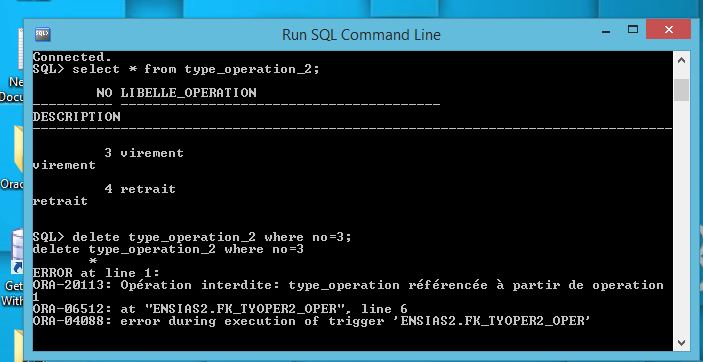 Run SQL Command Line
Connected.
SQL> select * from type_operation_2;
NO LIBELLE_OPERATION
---------- ----------------------------------------
DESCRIPTION
--------------------------------------------------------------------------------
3 virement
virement
4 retrait
retrait
SQL> delete type_operation_2 where no=3;
delete type_operation_2 where no=3
*
ERROR at line 1:
ORA-20113: Opération interdite: type_operation référencée à partir de operation
1
ORA-06512: at "ENSIAS2.FK_TYOPER2_OPER", line 6
ORA-04088: error during execution of trigger 'ENSIAS2.FK_TYOPER2_OPER'
Ne
Docu
Orac
Get
With